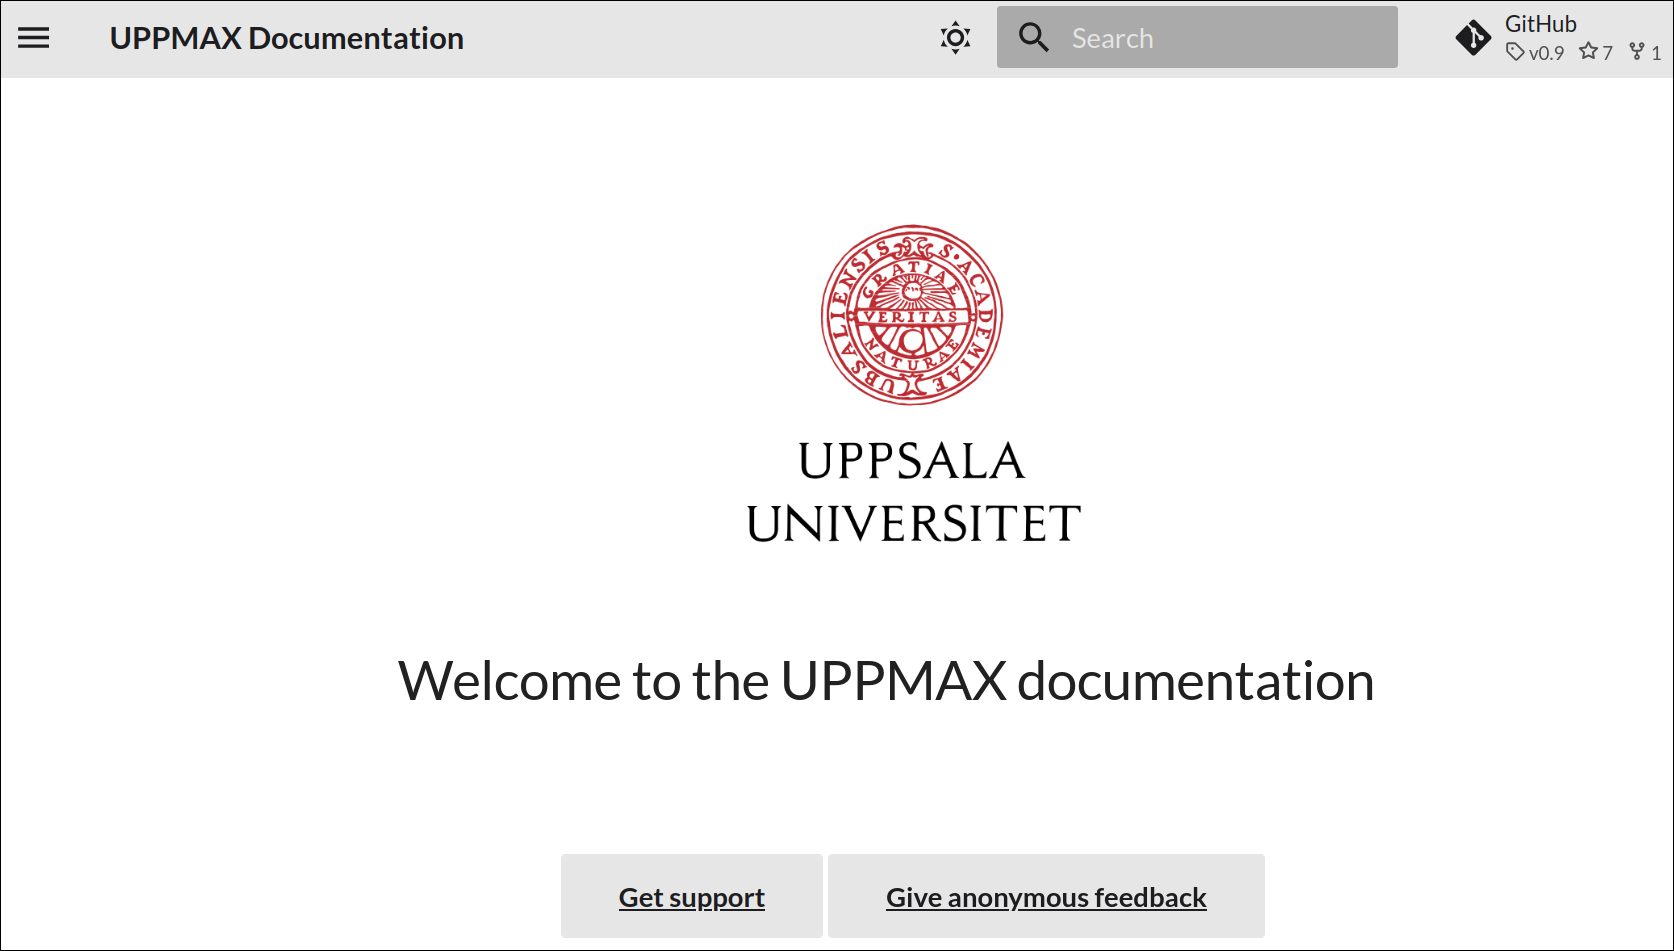 UPPMAX Documentation
Search
GitHub
v0.9 7 1
S·ACADEMIAE UBSALIENSIS
GRATIAE
VERITAS
NATURAE
UPPSALA
UNIVERSITET
Welcome to the UPPMAX documentation
Get support
Give anonymous feedback